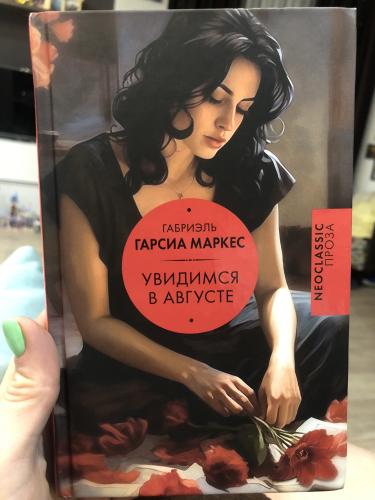 ГАБРИЭЛЬ
ГАРСИА МАРКЕС
УВИДИМСЯ
В АВГУСТЕ
NEOCLASSIC
ПРОЗА